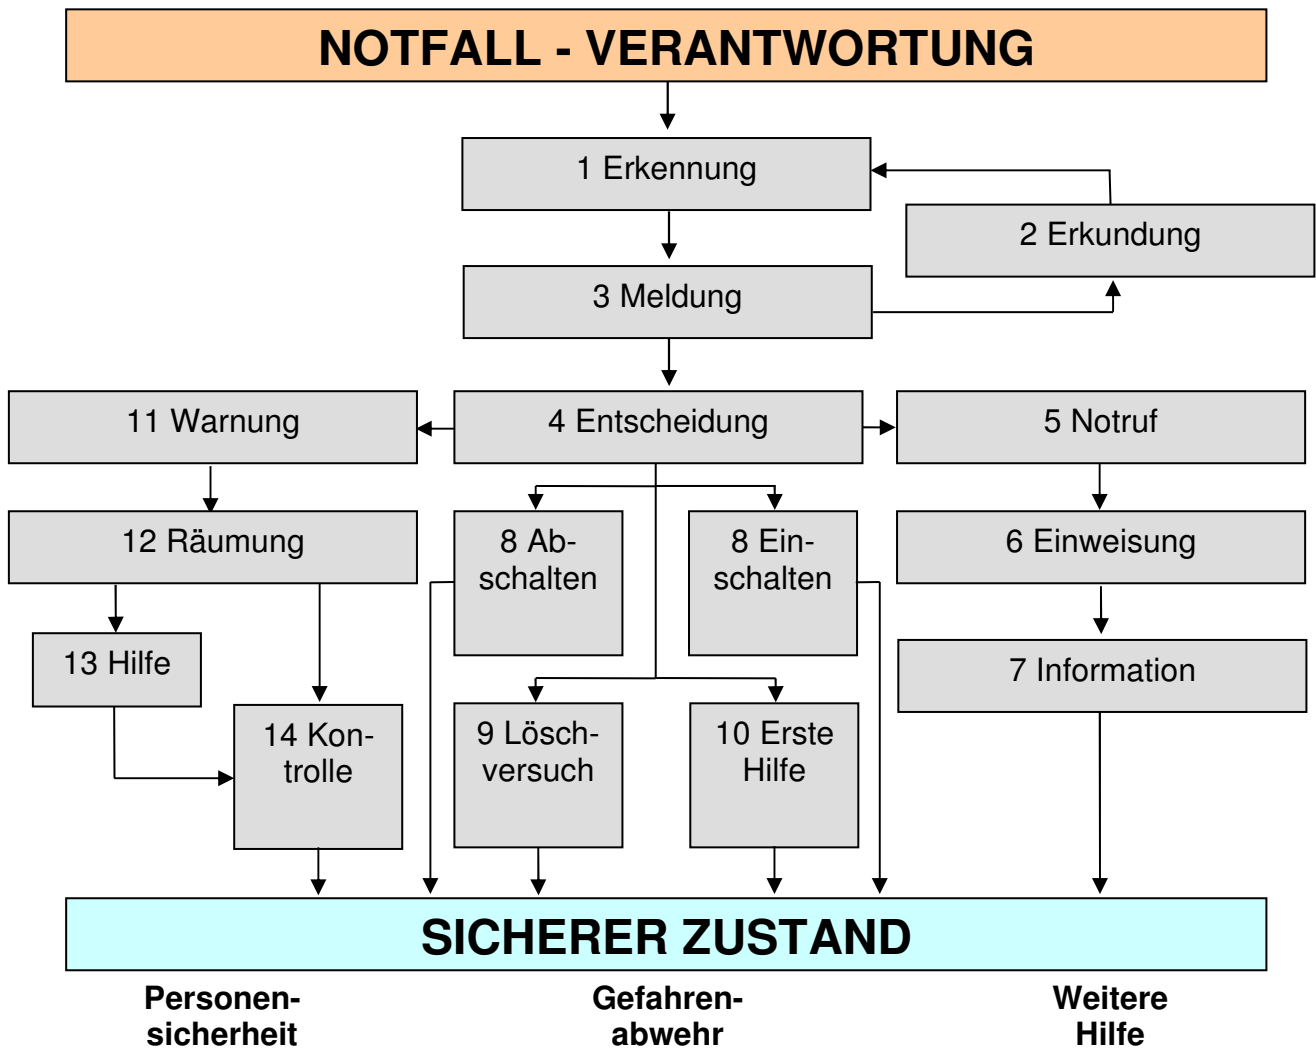 NOTFALL - VERANTWORTUNG
1 Erkennung
2 Erkundung
3 Meldung
11 Warnung
4 Entscheidung
5 Notruf
12 Räumung
8 Ab-
schalten
8 Ein-
schalten
6 Einweisung
13 Hilfe
7 Information
14 Kon-
trolle
9 Lösch-
versuch
10 Erste
Hilfe
SICHERER ZUSTAND
Personen-
sicherheit
Gefahren-
abwehr
Weitere
Hilfe